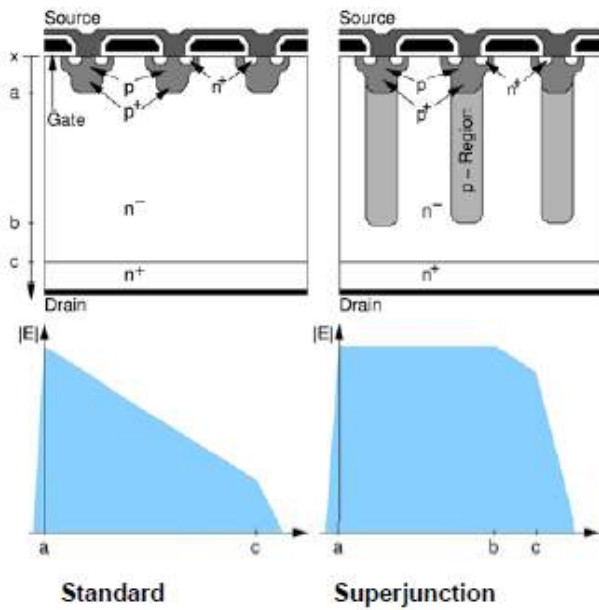 Source
Source
x
a
b
c
Gate
p
p⁺
n⁺
n⁻
n⁺
Drain
p
p⁺
n⁺
p – Region
n⁻
n⁺
Drain
|E|
a
c
|E|
a
b
c
Standard
Superjunction